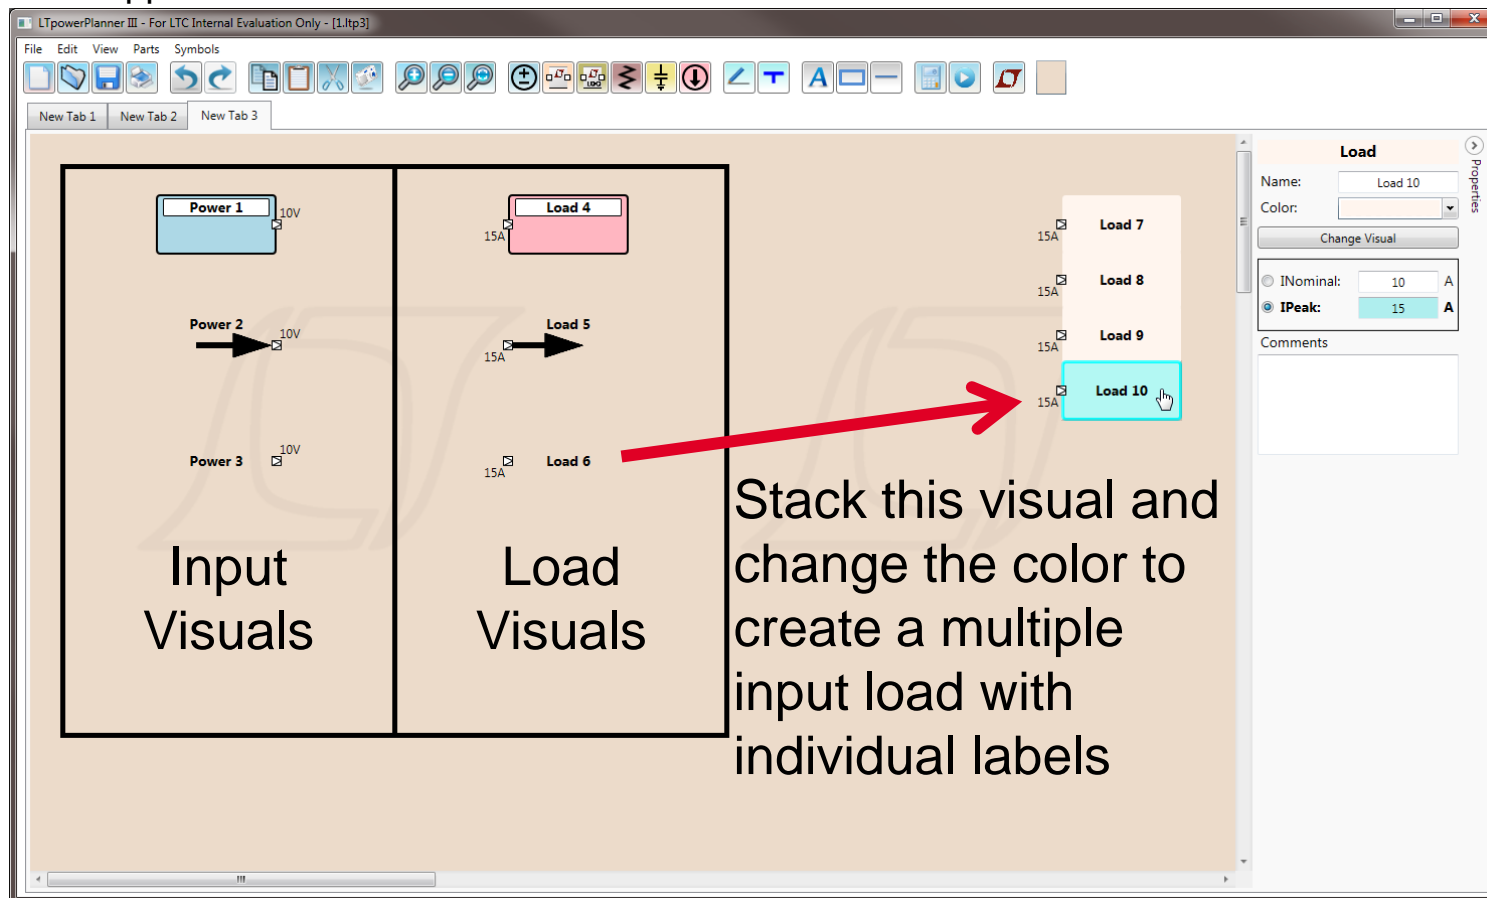 LTpowerPlanner III - For LTC Internal Evaluation Only - [1.ltp3]
File Edit View Parts Symbols
LDO
A
New Tab 1 New Tab 2 New Tab 3
Power 1
10V
Load 4
15A
Power 2
10V
Load 5
15A
Power 3
10V
Load 6
15A
Input
Visuals
Load
Visuals
Load 7
15A
Load 8
15A
Load 9
15A
Load 10
15A
Stack this visual and
change the color to
create a multiple
input load with
individual labels
Load
Name: Load 10
Color:
Change Visual
INominal: 10 A
IPeak: 15 A
Comments
Properties